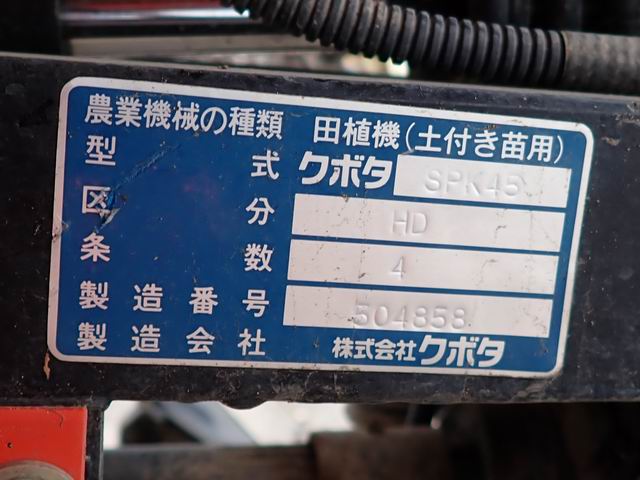 農業機械の種類 田植機(土付き苗用)
型式 クボタ SPK45
区分 HD
条数 4
製造番号 504858
製造会社 株式会社クボタ